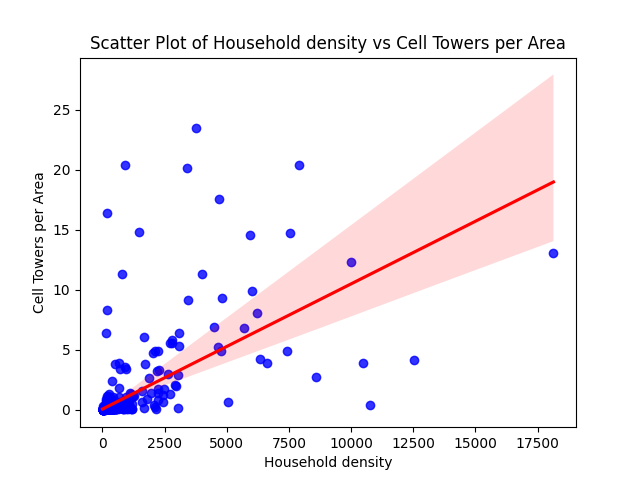 Scatter Plot of Household density vs Cell Towers per Area
25
20
15
10
5
0
Cell Towers per Area
0 2500 5000 7500 10000 12500 15000 17500
Household density